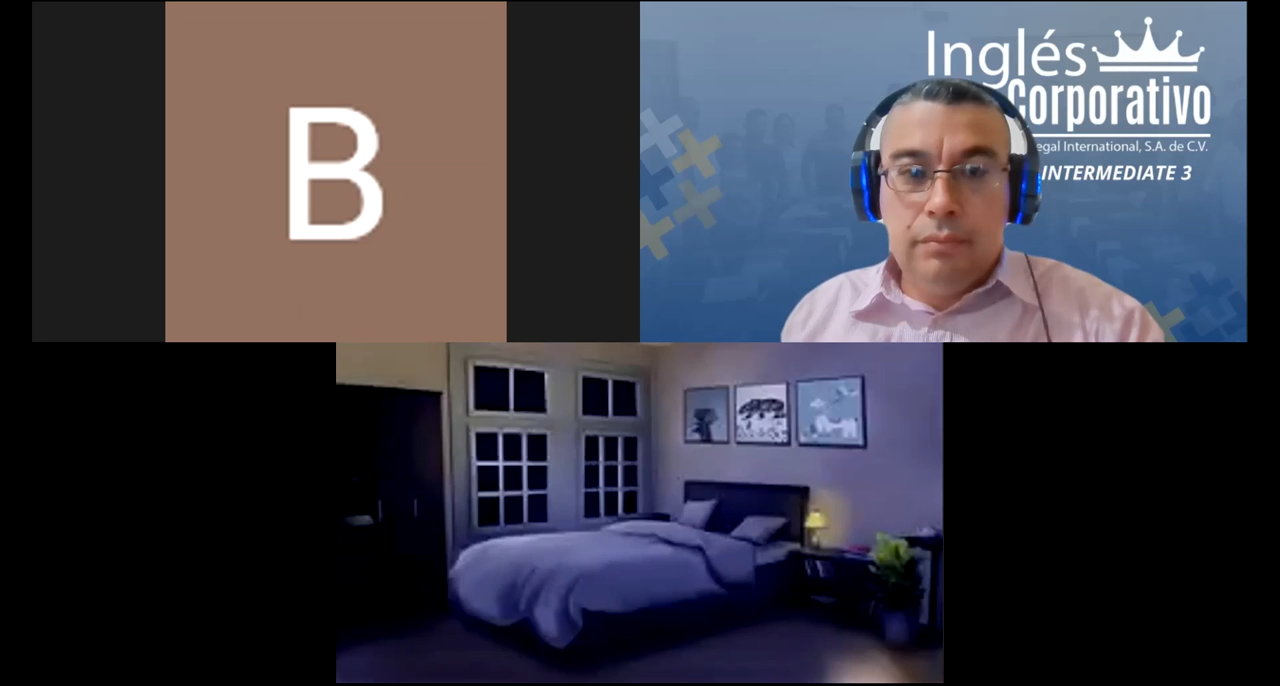 B
Inglés
Corporativo
egal International, S.A. de C.V.
INTERMEDIATE 3